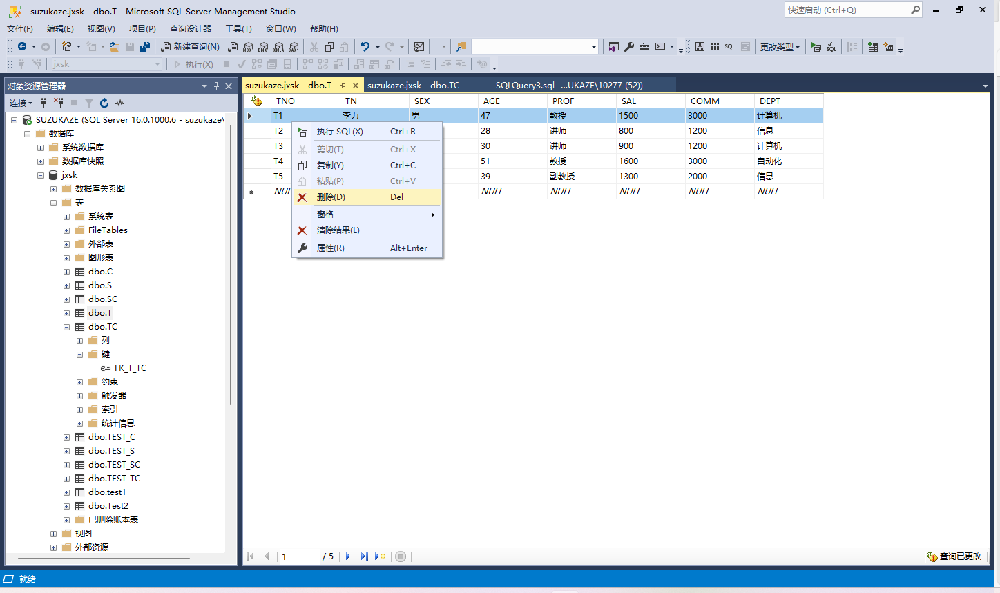 suzukaze.jxsk - dbo.T - Microsoft SQL Server Management Studio
快速启动 (Ctrl+Q)
文件(F) 编辑(E) 视图(V) 项目(P) 查询设计器 工具(T) 窗口(W) 帮助(H)
新建查询(N) MDX DMX XMLA DAX SQL 更改类型 SQL
jxsk 执行(X)
对象资源管理器
连接
SUZUKAZE (SQL Server 16.0.1000.6 - suzukaze\
数据库
系统数据库
数据库快照
jxsk
数据库关系图
表
系统表
FileTables
外部表
图形表
dbo.C
dbo.S
dbo.SC
dbo.T
dbo.TC
列
键
FK_T_TC
约束
触发器
索引
统计信息
dbo.TEST_C
dbo.TEST_S
dbo.TEST_SC
dbo.TEST_TC
dbo.test1
dbo.Test2
已删除账本表
视图
外部资源
suzukaze.jxsk - dbo.T suzukaze.jxsk - dbo.TC SQLQuery3.sql -...UKAZE\10277 (52))
TNO TN SEX AGE PROF SAL COMM DEPT
T1 李力 男 47 教授 1500 3000 计算机
T2 28 讲师 800 1200 信息
T3 30 讲师 900 1200 计算机
T4 51 教授 1600 3000 自动化
T5 39 副教授 1300 2000 信息
NUL NULL NULL NULL NULL NULL
执行 SQL(X) Ctrl+R
剪切(T) Ctrl+X
复制(Y) Ctrl+C
粘贴(P) Ctrl+V
删除(D) Del
窗格
清除结果(L)
属性(R) Alt+Enter
1 / 5
查询已更改
就绪